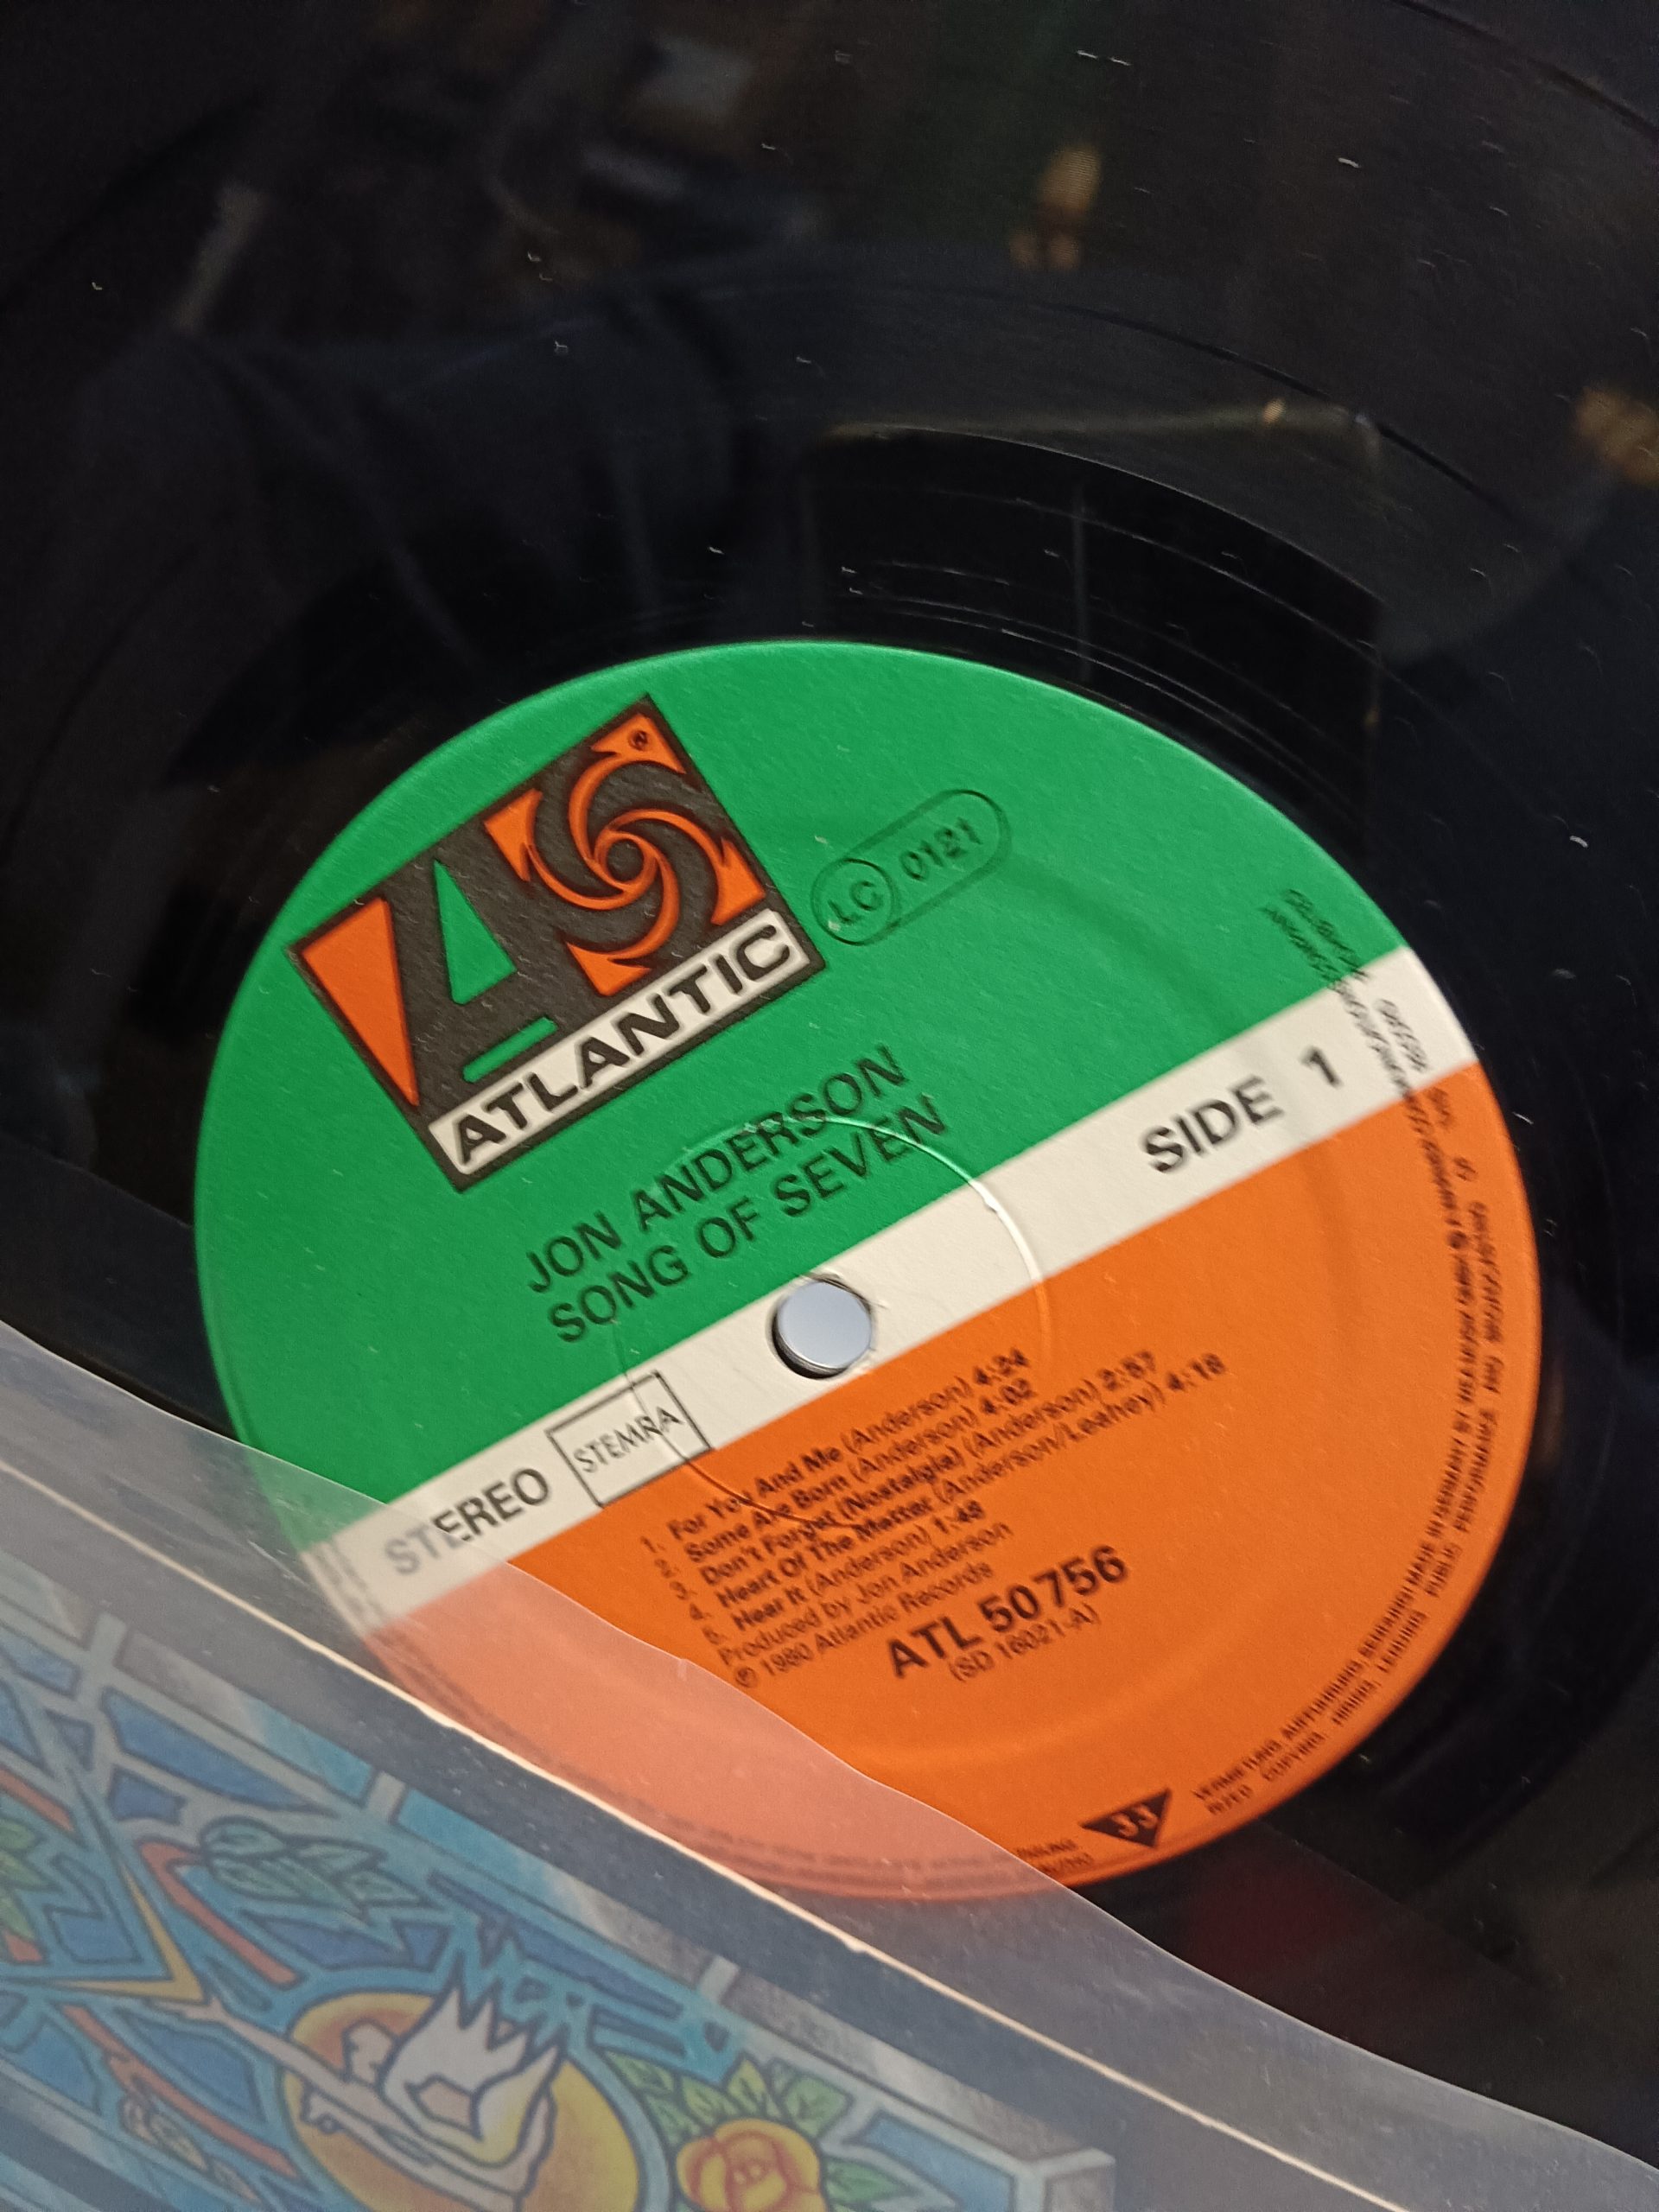 ®
ATLANTIC
LC 0121
JON ANDERSON
SONG OF SEVEN
SIDE 1
STEREO
STEMRA
1. For You And Me (Anderson) 4:24
2. Some Are Born (Anderson) 4:02
3. Don't Forget (Nostalgia) (Anderson) 2:57
4. Heart Of The Matter (Anderson/Leahey) 4:18
5. Hear It (Anderson) 1:48
Produced by Jon Anderson
℗ 1980 Atlantic Records
ATL 50756
(SD 16021-A)
33